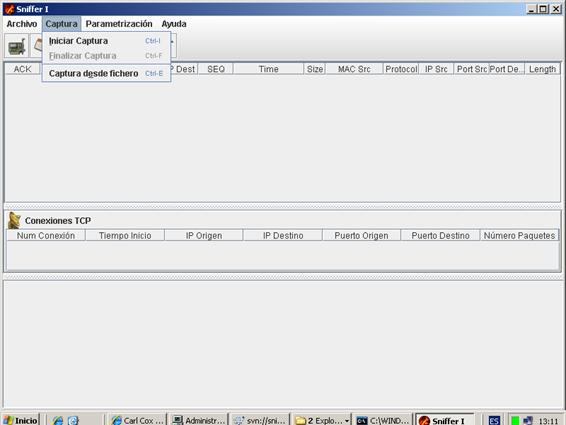 Sniffer I
Archivo Captura Parametrización Ayuda
Iniciar Captura Ctrl-I
Finalizar Captura Ctrl-F
Captura desde fichero Ctrl-E
ACK Dest SEQ Time Size MAC Src Protocol IP Src Port Src Port De... Length
Conexiones TCP
Num Conexión Tiempo Inicio IP Origen IP Destino Puerto Origen Puerto Destino Número Paquetes
Inicio Carl Cox ... Administr... svn://sni... 2 Explo... C:\WIND... Sniffer I ES 13:11